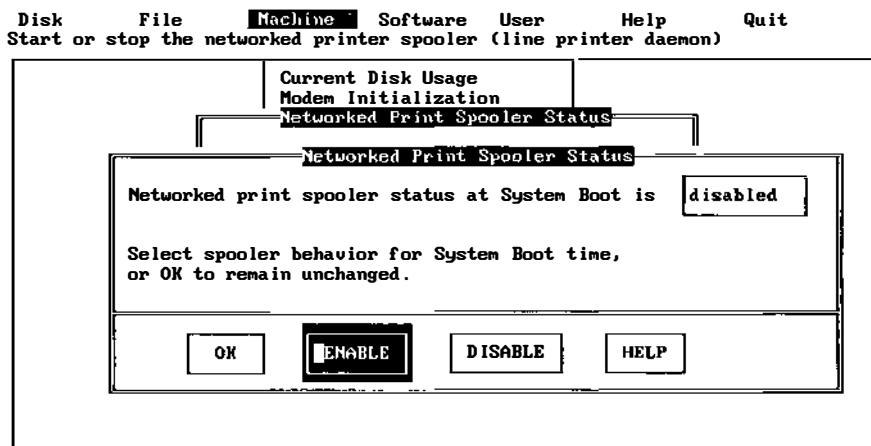 Disk File Machine Software User Help Quit
Start or stop the networked printer spooler (line printer daemon)
Current Disk Usage
Modem Initialization
Networked Print Spooler Status
Networked Print Spooler Status
Networked print spooler status at System Boot is disabled
Select spooler behavior for System Boot time,
or OK to remain unchanged.
OK ENABLE DISABLE HELP